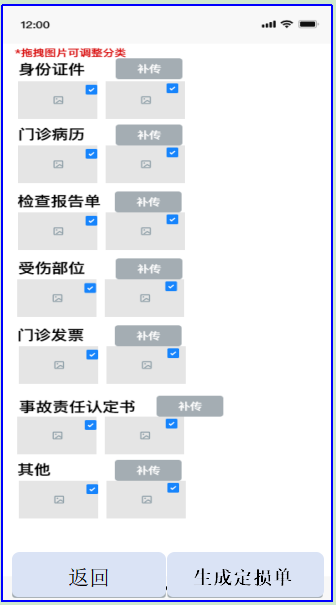 12:00
*拖拽图片可调整分类
身份证件 补传
门诊病历 补传
检查报告单 补传
受伤部位 补传
门诊发票 补传
事故责任认定书 补传
其他 补传
返回 生成定损单